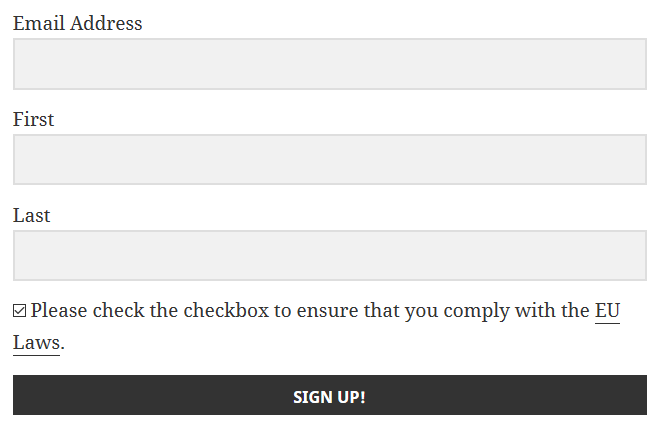 Email Address
First
Last
Please check the checkbox to ensure that you comply with the EU
Laws.
SIGN UP!